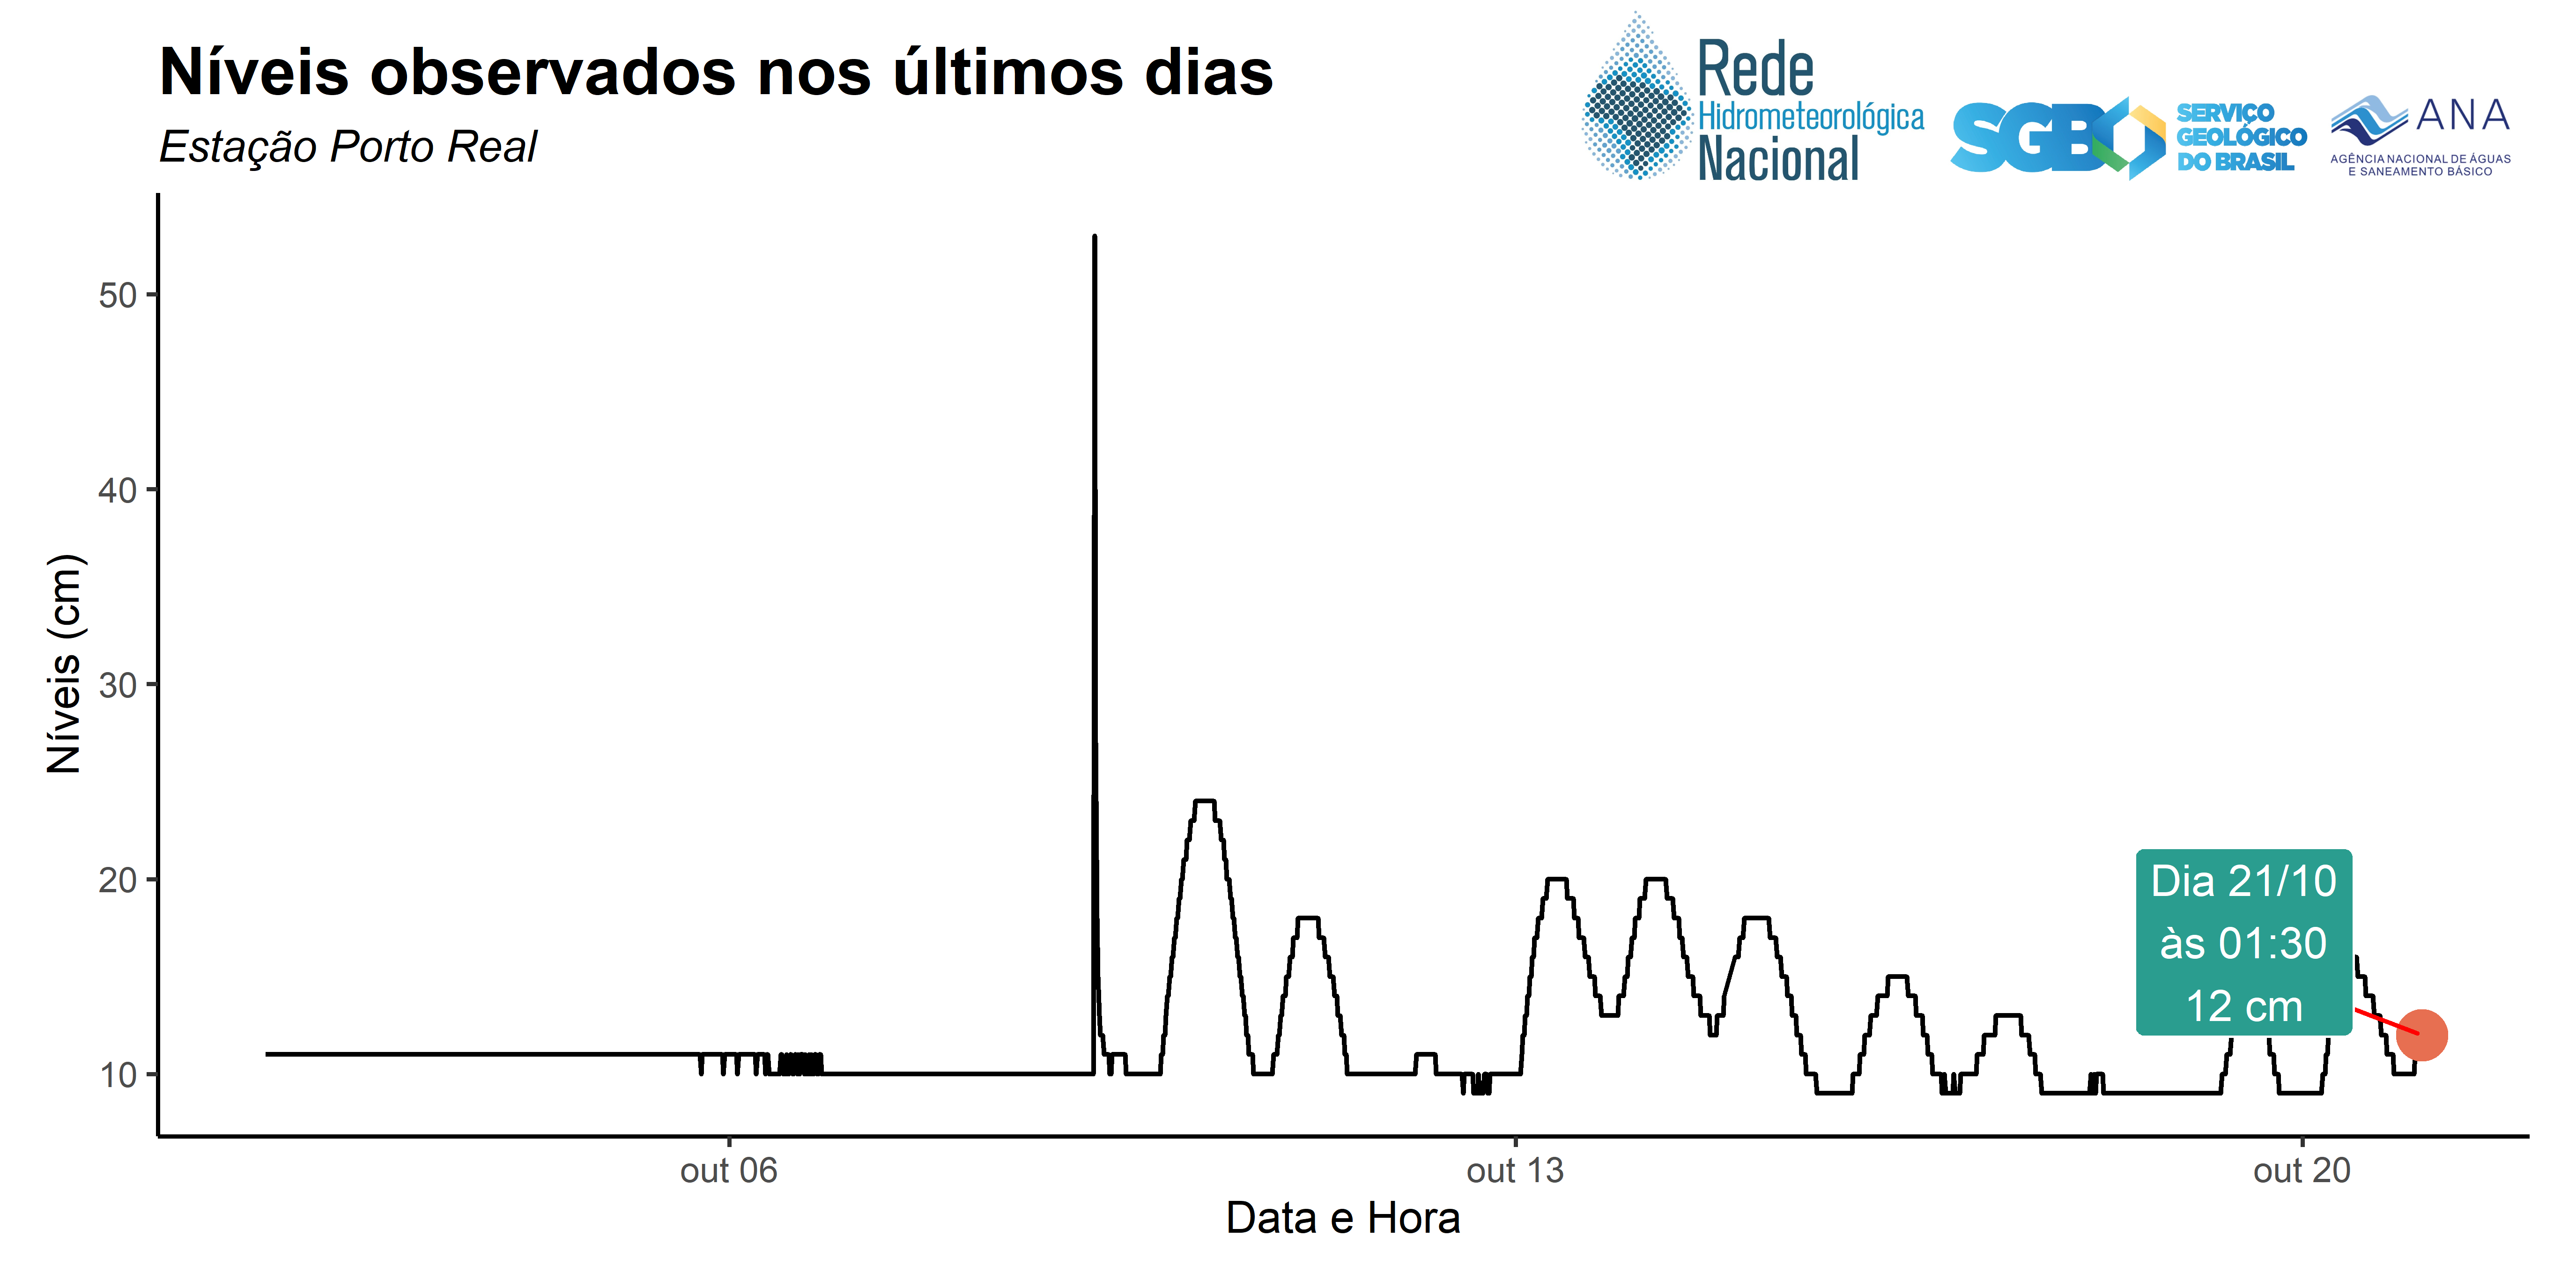 Níveis observados nos últimos dias
Estação Porto Real
Rede
Hidrometeorológica
Nacional
SGB
SERVIÇO
GEOLÓGICO
DO BRASIL
ANA
AGÊNCIA NACIONAL DE ÁGUAS
E SANEAMENTO BÁSICO
Níveis (cm)
50
40
30
20
10
Dia 21/10
às 01:30
12 cm
out 06
out 13
out 20
Data e Hora